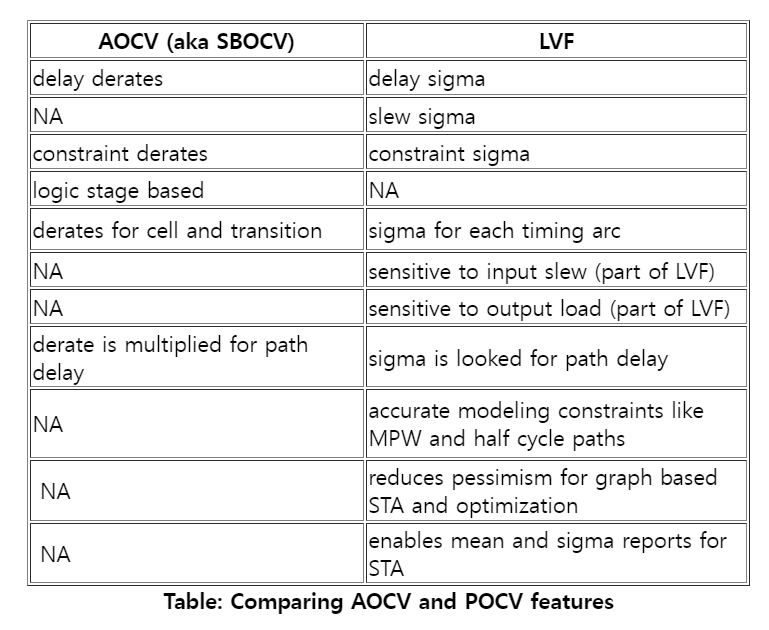 AOCV (aka SBOCV) LVF
delay derates delay sigma
NA slew sigma
constraint derates constraint sigma
logic stage based NA
derates for cell and transition sigma for each timing arc
NA sensitive to input slew (part of LVF)
NA sensitive to output load (part of LVF)
derate is multiplied for path
delay
sigma is looked for path delay
NA
accurate modeling constraints like
MPW and half cycle paths
NA
reduces pessimism for graph based
STA and optimization
NA
enables mean and sigma reports for
STA
Table: Comparing AOCV and POCV features